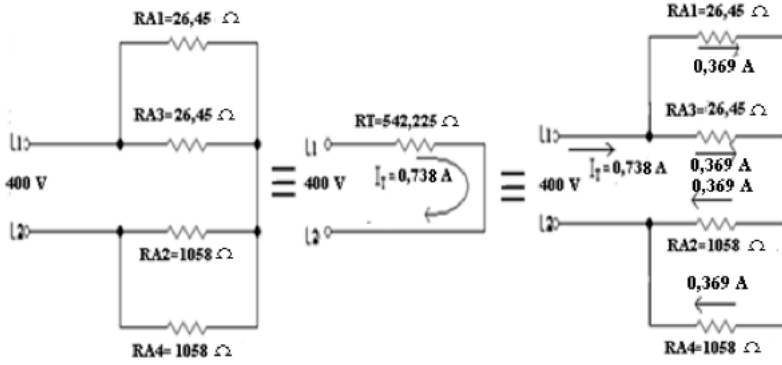 RA1=26,45 Ω
RA3=26,45 Ω
L1
400 V
L2
RA2=1058 Ω
RA4=1058 Ω
≡
RT=542,225 Ω
L1
IT=0,738 A
400 V
L2
≡
RA1=26,45 Ω
0,369 A
RA3=26,45 Ω
L1
IT=0,738 A
0,369 A
400 V
0,369 A
L2
RA2=1058 Ω
0,369 A
RA4=1058 Ω